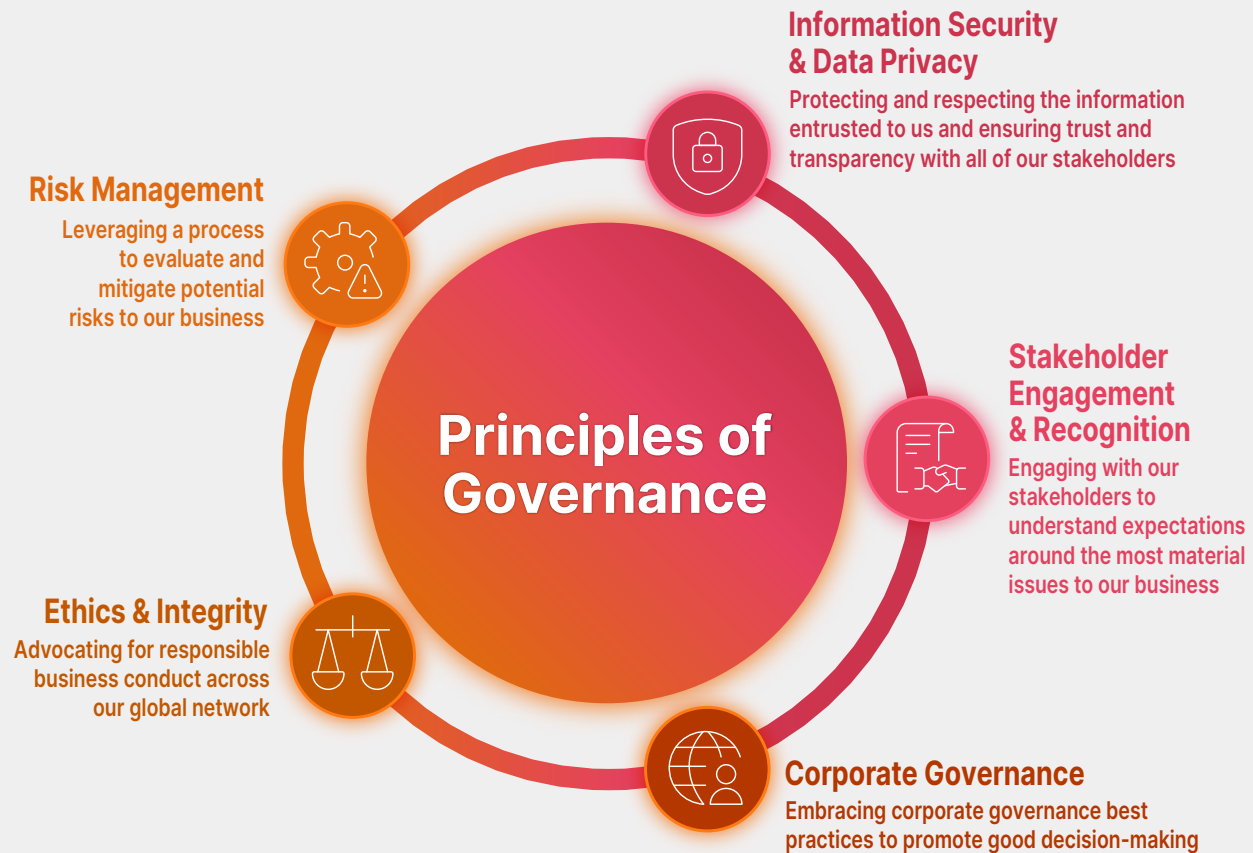 Information Security
& Data Privacy
Protecting and respecting the information
entrusted to us and ensuring trust and
transparency with all of our stakeholders
Risk Management
Leveraging a process
to evaluate and
mitigate potential
risks to our business
Stakeholder
Engagement
& Recognition
Engaging with our
stakeholders to
understand expectations
around the most material
issues to our business
Principles of
Governance
Ethics & Integrity
Advocating for responsible
business conduct across
our global network
Corporate Governance
Embracing corporate governance best
practices to promote good decision-making